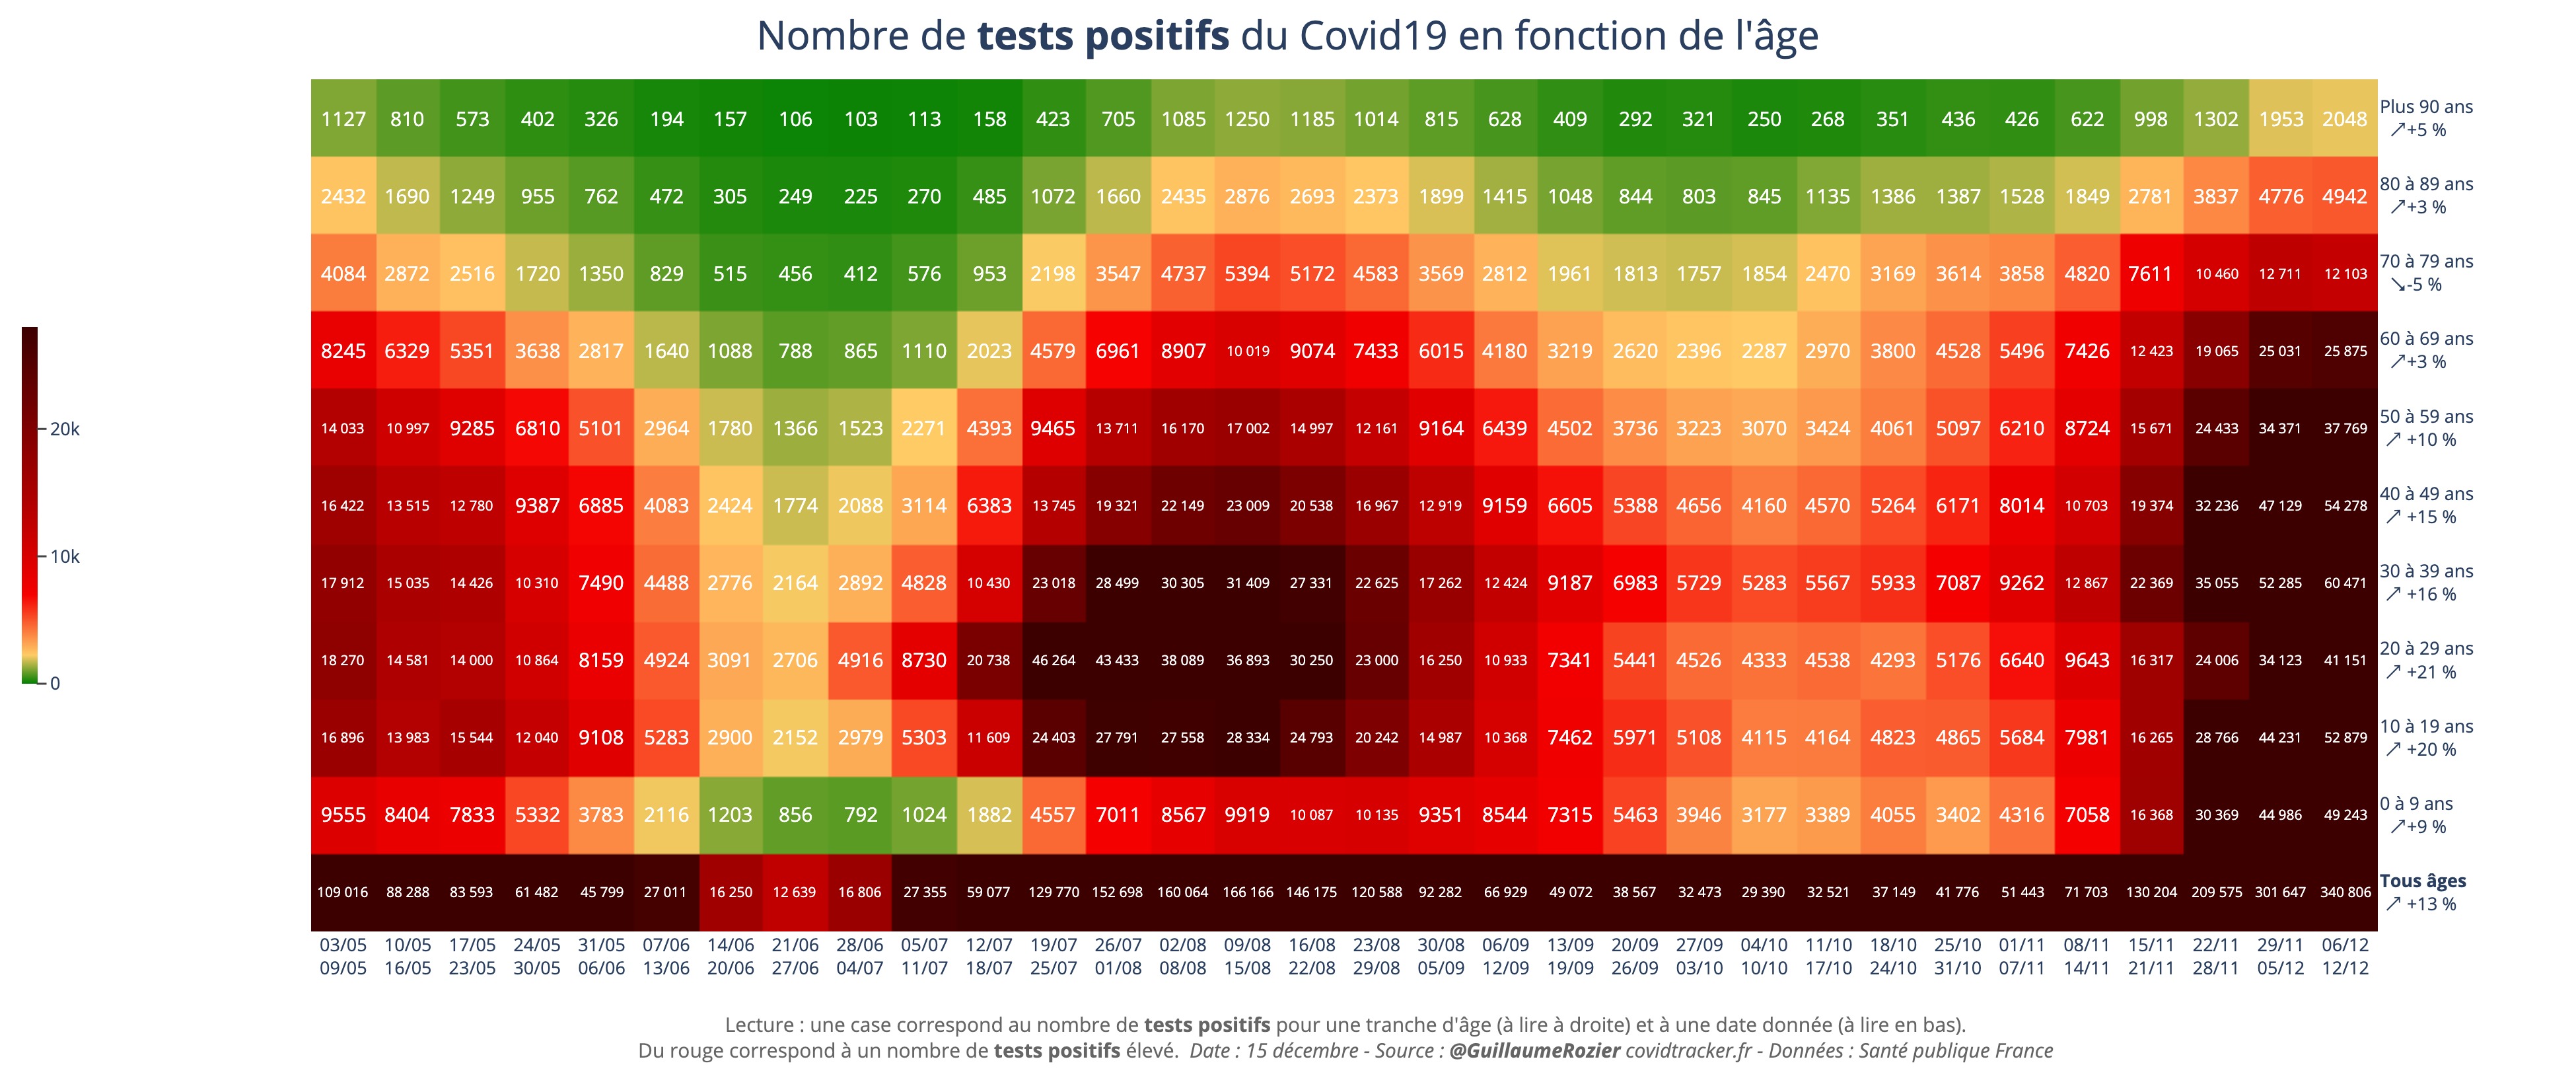 Nombre de tests positifs du Covid19 en fonction de l'âge
1127 810 573 402 326 194 157 106 103 113 158 423 705 1085 1250 1185 1014 815 628 409 292 321 250 268 351 436 426 622 998 1302 1953 2048 Plus 90 ans
↗+5 %
2432 1690 1249 955 762 472 305 249 225 270 485 1072 1660 2435 2876 2693 2373 1899 1415 1048 844 803 845 1135 1386 1387 1528 1849 2781 3837 4776 4942 80 à 89 ans
↗+3 %
4084 2872 2516 1720 1350 829 515 456 412 576 953 2198 3547 4737 5394 5172 4583 3569 2812 1961 1813 1757 1854 2470 3169 3614 3858 4820 7611 10 460 12 711 12 103 70 à 79 ans
↘-5 %
8245 6329 5351 3638 2817 1640 1088 788 865 1110 2023 4579 6961 8907 10 019 9074 7433 6015 4180 3219 2620 2396 2287 2970 3800 4528 5496 7426 12 423 19 065 25 031 25 875 60 à 69 ans
↗+3 %
14 033 10 997 9285 6810 5101 2964 1780 1366 1523 2271 4393 9465 13 711 16 170 17 002 14 997 12 161 9164 6439 4502 3736 3223 3070 3424 4061 5097 6210 8724 15 671 24 433 34 371 37 769 50 à 59 ans
↗ +10 %
16 422 13 515 12 780 9387 6885 4083 2424 1774 2088 3114 6383 13 745 19 321 22 149 23 009 20 538 16 967 12 919 9159 6605 5388 4656 4160 4570 5264 6171 8014 10 703 19 374 32 236 47 129 54 278 40 à 49 ans
↗ +15 %
17 912 15 035 14 426 10 310 7490 4488 2776 2164 2892 4828 10 430 23 018 28 499 30 305 31 409 27 331 22 625 17 262 12 424 9187 6983 5729 5283 5567 5933 7087 9262 12 867 22 369 35 055 52 285 60 471 30 à 39 ans
↗ +16 %
18 270 14 581 14 000 10 864 8159 4924 3091 2706 4916 8730 20 738 46 264 43 433 38 089 36 893 30 250 23 000 16 250 10 933 7341 5441 4526 4333 4538 4293 5176 6640 9643 16 317 24 006 34 123 41 151 20 à 29 ans
↗ +21 %
16 896 13 983 15 544 12 040 9108 5283 2900 2152 2979 5303 11 609 24 403 27 791 27 558 28 334 24 793 20 242 14 987 10 368 7462 5971 5108 4115 4164 4823 4865 5684 7981 16 265 28 766 44 231 52 879 10 à 19 ans
↗ +20 %
9555 8404 7833 5332 3783 2116 1203 856 792 1024 1882 4557 7011 8567 9919 10 087 10 135 9351 8544 7315 5463 3946 3177 3389 4055 3402 4316 7058 16 368 30 369 44 986 49 243 0 à 9 ans
↗+9 %
109 016 88 288 83 593 61 482 45 799 27 011 16 250 12 639 16 806 27 355 59 077 129 770 152 698 160 064 166 166 146 175 120 588 92 282 66 929 49 072 38 567 32 473 29 390 32 521 37 149 41 776 51 443 71 703 130 204 209 575 301 647 340 806 Tous âges
↗ +13 %
03/05 10/05 17/05 24/05 31/05 07/06 14/06 21/06 28/06 05/07 12/07 19/07 26/07 02/08 09/08 16/08 23/08 30/08 06/09 13/09 20/09 27/09 04/10 11/10 18/10 25/10 01/11 08/11 15/11 22/11 29/11 06/12
09/05 16/05 23/05 30/05 06/06 13/06 20/06 27/06 04/07 11/07 18/07 25/07 01/08 08/08 15/08 22/08 29/08 05/09 12/09 19/09 26/09 03/10 10/10 17/10 24/10 31/10 07/11 14/11 21/11 28/11 05/12 12/12
20k
10k
0
Lecture : une case correspond au nombre de tests positifs pour une tranche d'âge (à lire à droite) et à une date donnée (à lire en bas).
Du rouge correspond à un nombre de tests positifs élevé. Date : 15 décembre - Source : @GuillaumeRozier covidtracker.fr - Données : Santé publique France